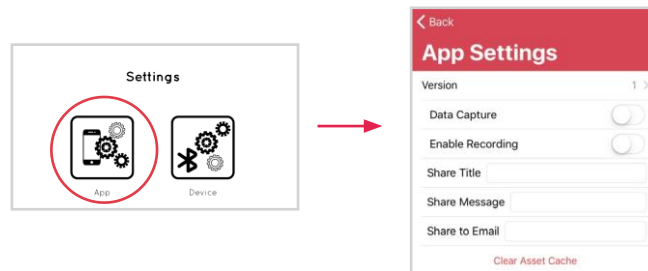 Settings
App
Device
Back
App Settings
Version 1
Data Capture
Enable Recording
Share Title
Share Message
Share to Email
Clear Asset Cache